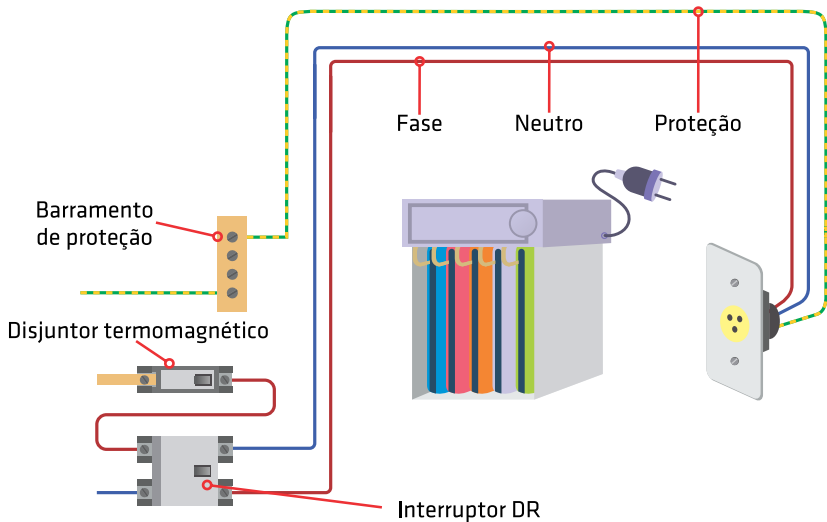 Fase
Neutro
Proteção
Barramento
de proteção
Disjuntor termomagnético
Interruptor DR